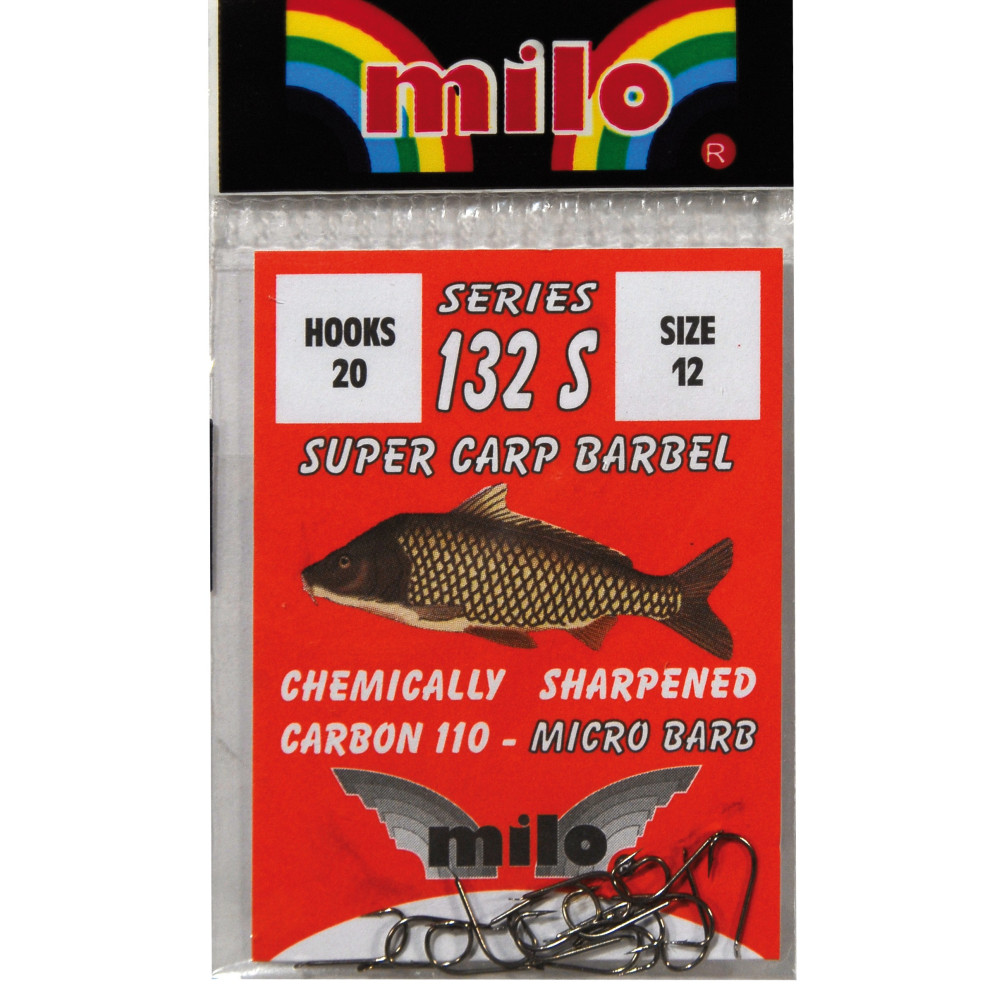 milo
R
HOOKS
20
SERIES
132 S
SIZE
12
SUPER CARP BARBEL
CHEMICALLY SHARPENED
CARBON 110 - MICRO BARB
milo